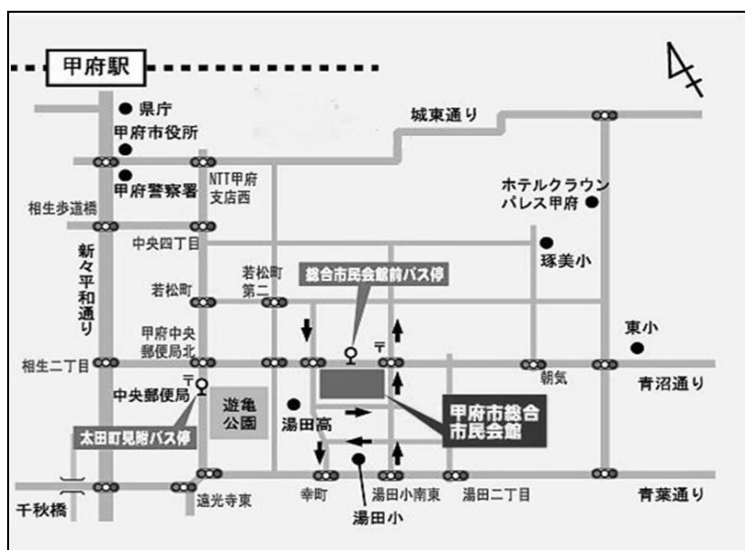 甲府駅
県庁
甲府市役所
甲府警察署
NTT甲府
支店西
城東通り
ホテルクラウン
パレス甲府
相生歩道橋
中央四丁目
琢美小
新々平和通り
若松町
若松町
第二
総合市民会館前バス停
東小
相生二丁目
甲府中央
郵便局北
〒
朝気
青沼通り
〒
中央郵便局
遊亀
公園
湯田高
甲府市総合
市民会館
太田町見附バス停
千秋橋
遠光寺東
幸町
湯田小
湯田小南東
湯田二丁目
青葉通り